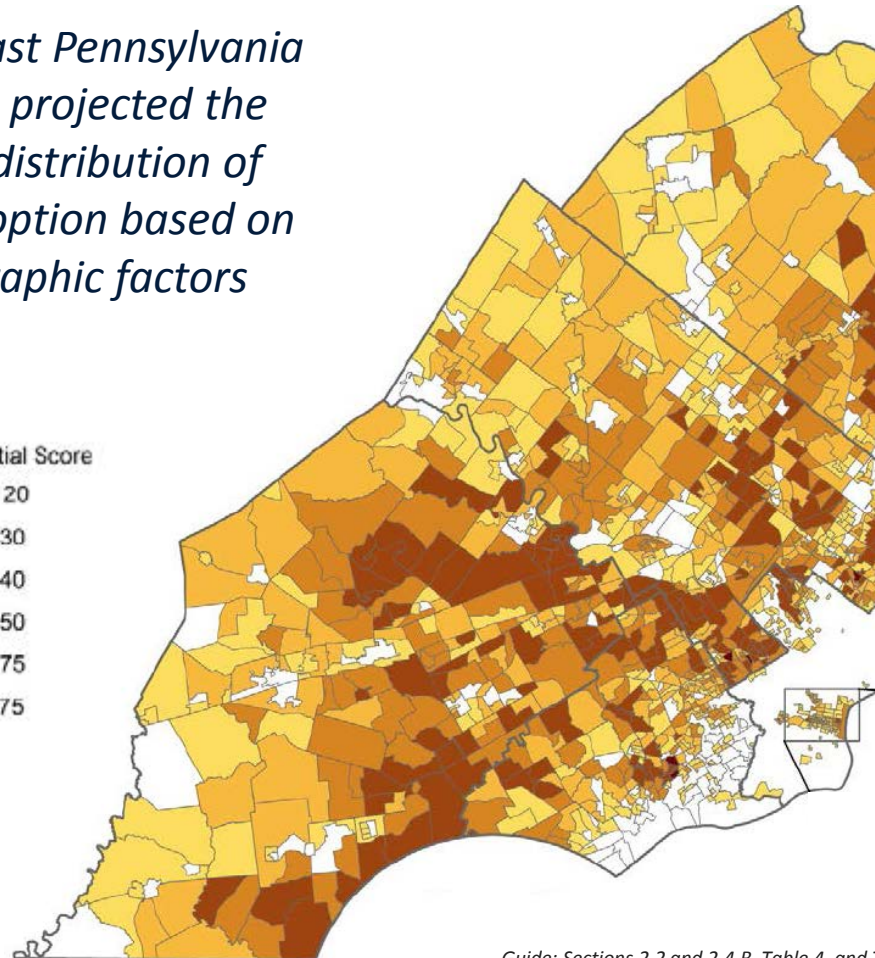 ast Pennsylvania
projected the
distribution of
option based on
raphic factors
tial Score
20
30
40
50
75
75
Guide: Sections 2.2 and 2.4.B, Table 4, and